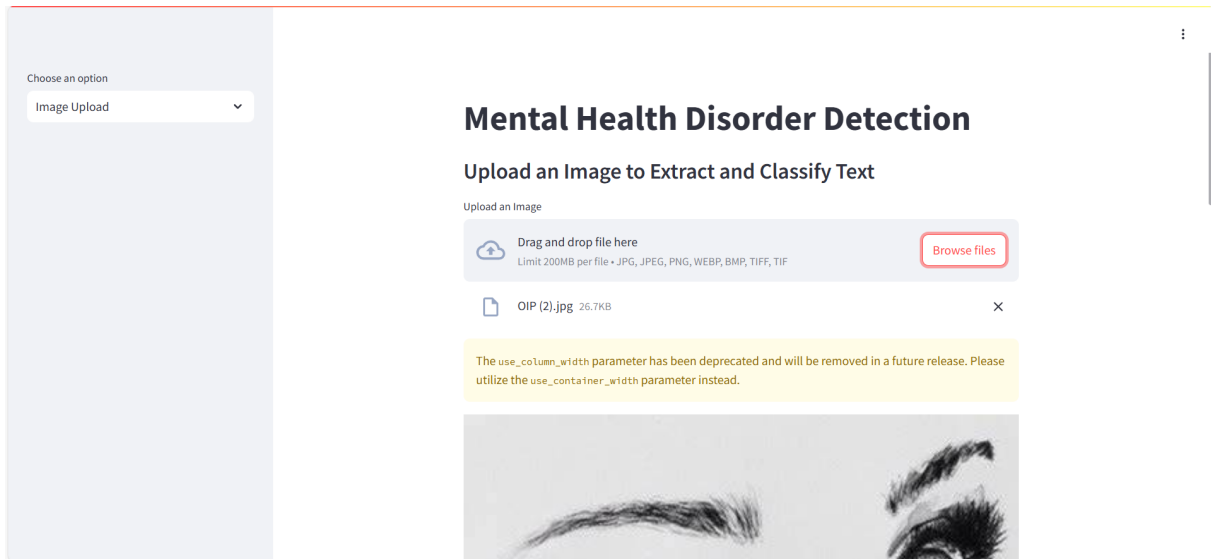 Choose an option
Image Upload
Mental Health Disorder Detection
Upload an Image to Extract and Classify Text
Upload an Image
Drag and drop file here
Limit 200MB per file • JPG, JPEG, PNG, WEBP, BMP, TIFF, TIF
Browse files
OIP (2).jpg 26.7KB
The use_column_width parameter has been deprecated and will be removed in a future release. Please
utilize the use_container_width parameter instead.